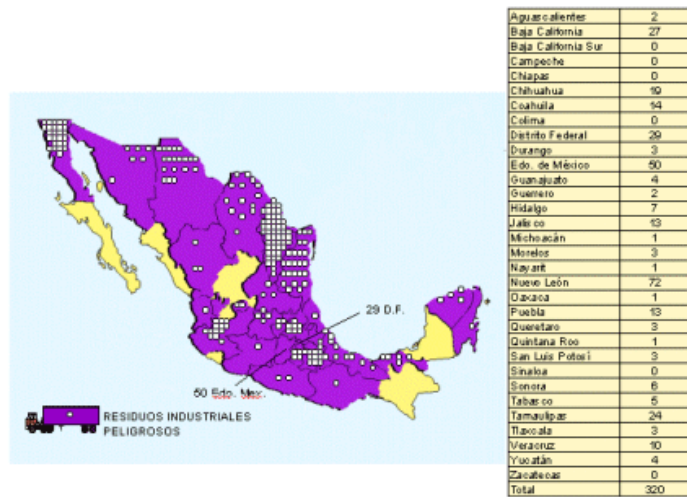 Aguascalientes 2
Baja California 27
Baja California Sur 0
Campeche 0
Chiapas 0
Chihuahua 19
Coahuila 14
Colima 0
Distrito Federal 29
Durango 3
Edo. de México 50
Guanajuato 4
Guerrero 2
Hidalgo 7
Jalisco 13
Michoacán 1
Morelos 3
Nayarit 1
Nuevo León 72
Oaxaca 1
Puebla 13
Queretaro 3
Quintana Roo 1
San Luis Potosí 3
Sinaloa 0
Sonora 6
Tabasco 5
Tamaulipas 24
Tlaxcala 3
Veracruz 10
Yucatán 4
Zacatecas 0
Total 320
29 D.F.
50 Edo. Mex.
RESIDUOS INDUSTRIALES
PELIGROSOS